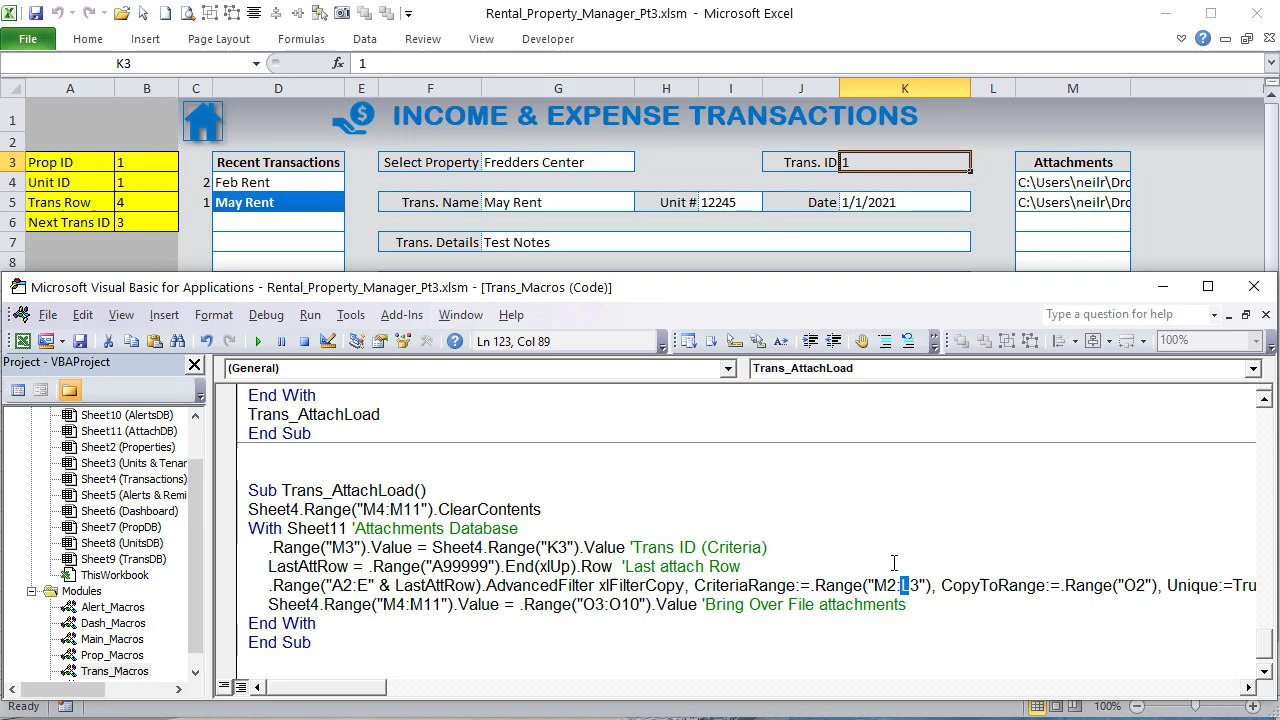 Rental_Property_Manager_Pt3.xlsm - Microsoft Excel
File Home Insert Page Layout Formulas Data Review View Developer
K3 fx 1
A B C D E F G H I J K L M
1 INCOME & EXPENSE TRANSACTIONS
2
3 Prop ID 1 Recent Transactions Select Property Fredders Center Trans. ID 1 Attachments
4 Unit ID 1 2 Feb Rent C:\Users\neilr\Dro
5 Trans Row 4 1 May Rent Trans. Name May Rent Unit # 12245 Date 1/1/2021 C:\Users\neilr\Dro
6 Next Trans ID 3
7 Trans. Details Test Notes
8
Microsoft Visual Basic for Applications - Rental_Property_Manager_Pt3.xlsm - [Trans_Macros (Code)]
File Edit View Insert Format Debug Run Tools Add-Ins Window Help Type a question for help
Ln 123, Col 89 100%
Project - VBAProject
(General) Trans_AttachLoad
Sheet10 (AlertsDB)
Sheet11 (AttachDB)
Sheet2 (Properties)
Sheet3 (Units & Tenar
Sheet4 (Transactions)
Sheet5 (Alerts & Remi
Sheet6 (Dashboard)
Sheet7 (PropDB)
Sheet8 (UnitsDB)
Sheet9 (TransDB)
ThisWorkbook
Modules
Alert_Macros
Dash_Macros
Main_Macros
Prop_Macros
Trans_Macros
End With
Trans_AttachLoad
End Sub
Sub Trans_AttachLoad()
Sheet4.Range("M4:M11").ClearContents
With Sheet11 'Attachments Database
.Range("M3").Value = Sheet4.Range("K3").Value 'Trans ID (Criteria)
LastAttRow = .Range("A99999").End(xlUp).Row 'Last attach Row
.Range("A2:E" & LastAttRow).AdvancedFilter xlFilterCopy, CriteriaRange:=.Range("M2:L3"), CopyToRange:=.Range("O2"), Unique:=Tru
Sheet4.Range("M4:M11").Value = .Range("O3:O10").Value 'Bring Over File attachments
End With
End Sub
Ready 100%